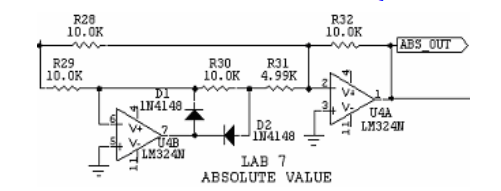 R28
10.0K
R32
10.0K
ABS_OUT
R29
10.0K
R30
10.0K
R31
4.99K
D1
1N4148
D2
1N4148
6
5
7
4
11
V+
V-
U4B
LM324N
2
3
1
4
11
V+
V-
U4A
LM324N
LAB 7
ABSOLUTE VALUE